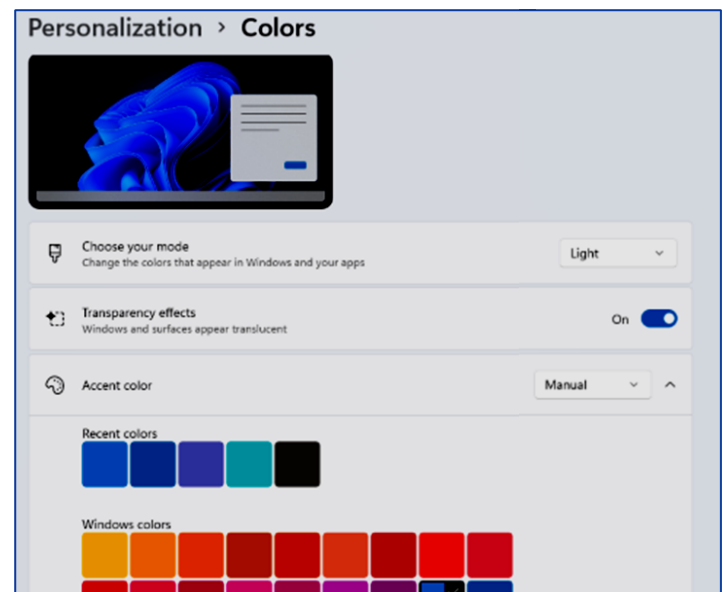 Personalization > Colors
Choose your mode
Change the colors that appear in Windows and your apps
Light
Transparency effects
Windows and surfaces appear translucent
On
Accent color
Manual
Recent colors
Windows colors